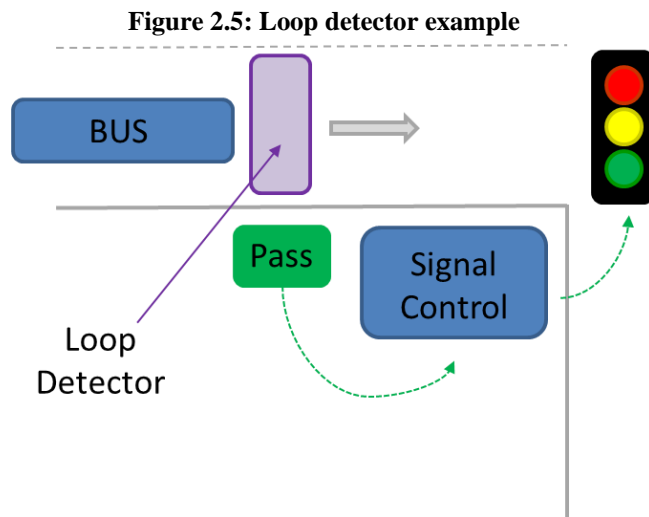 Figure 2.5: Loop detector example
BUS
Pass
Signal
Control
Loop
Detector